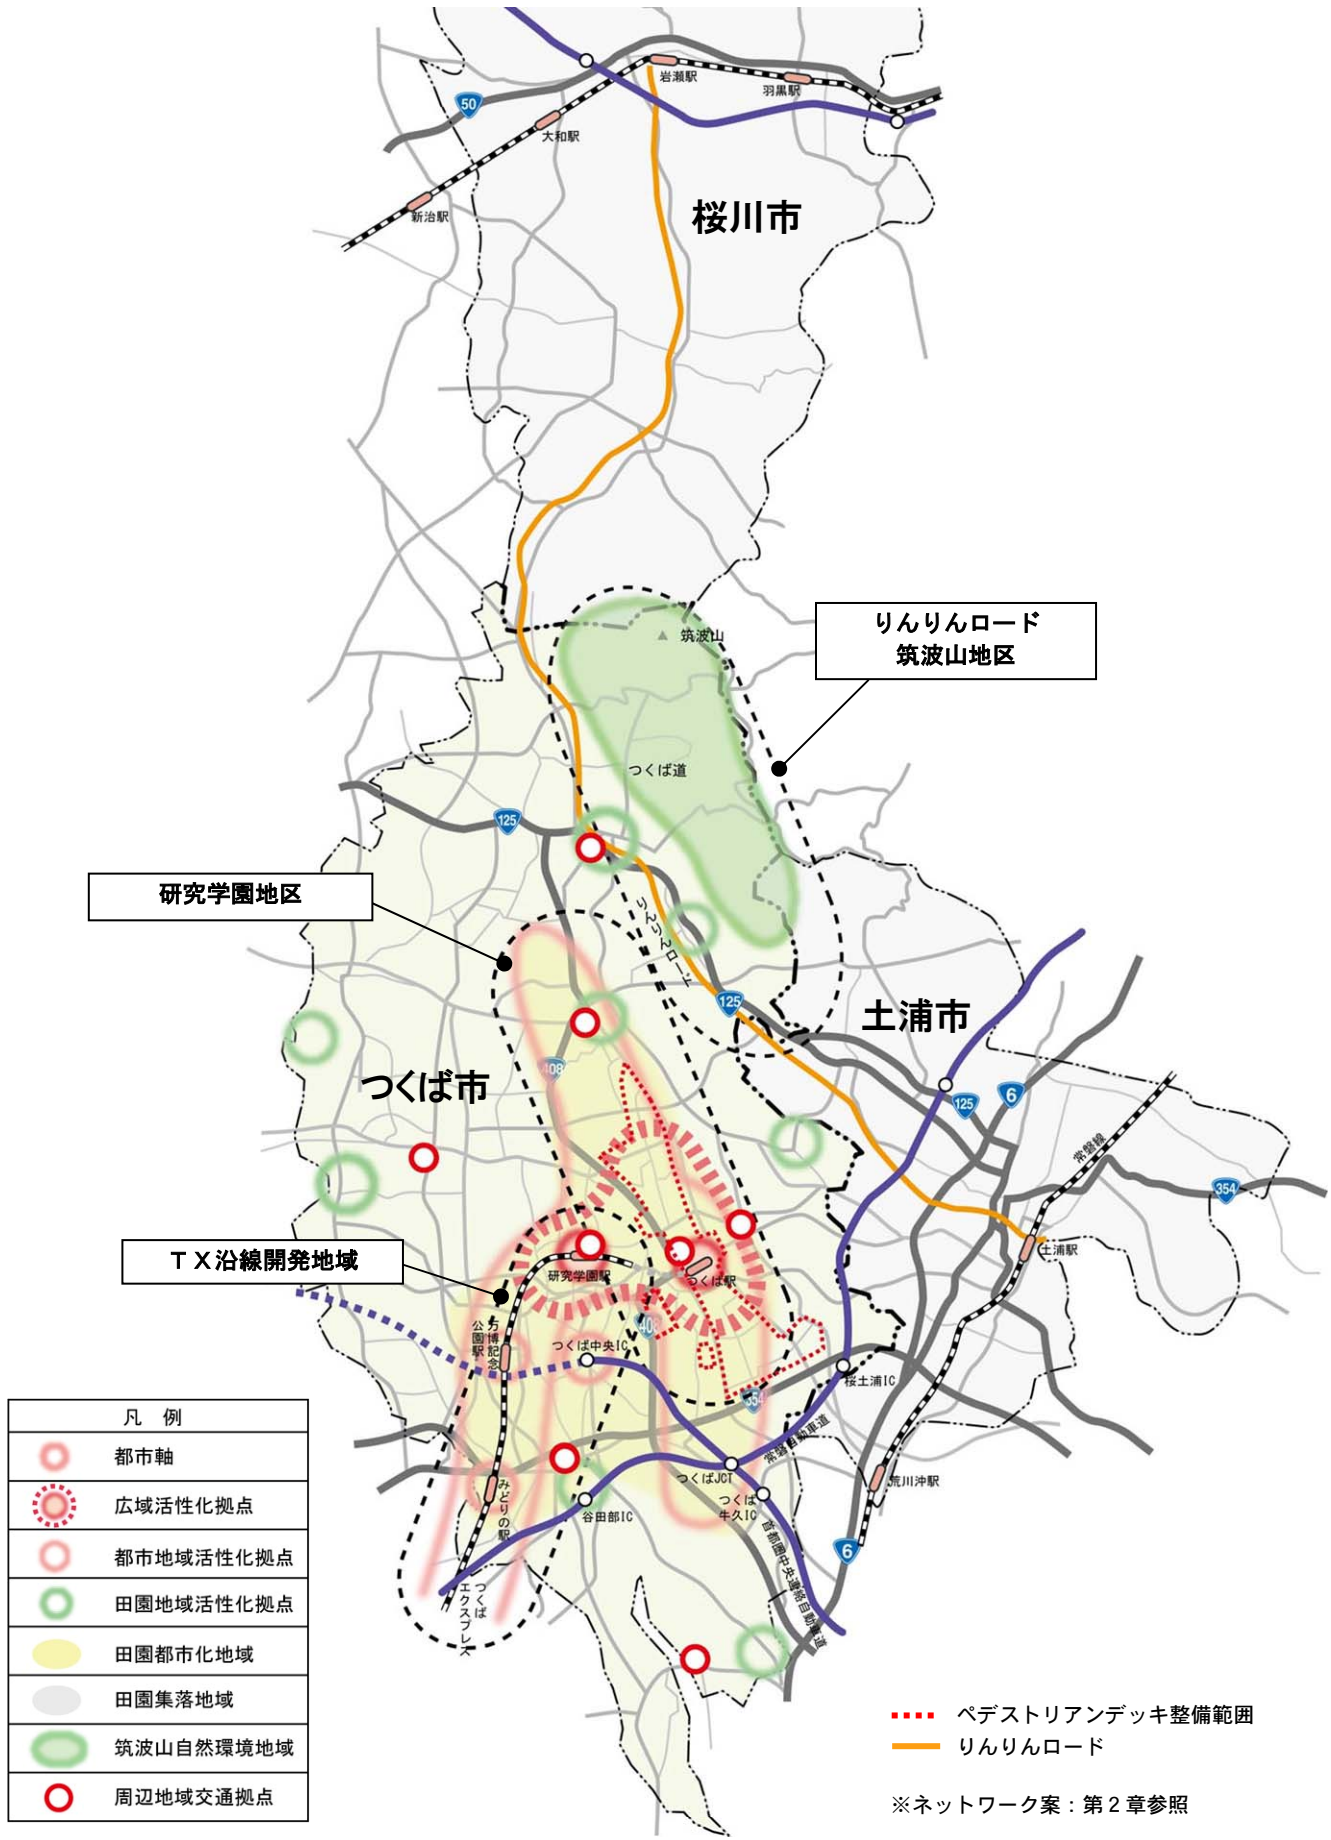 岩瀬駅
羽黒駅
50
大和駅
新治駅
桜川市
りんりんロード
筑波山地区
筑波山
つくば道
125
研究学園地区
りんりんロード
125
土浦市
408
つくば市
125
6
常磐線
354
TX沿線開発地域
土浦駅
研究学園駅
つくば駅
万博記念
公園駅
408
つくば中央IC
桜土浦IC
354
常磐自動車道
つくばJCT
荒川沖駅
みどりの駅
つくば
牛久IC
谷田部IC
6
首都圏中央連絡自動車道
つくば
エクスプレス
凡 例
都市軸
広域活性化拠点
都市地域活性化拠点
田園地域活性化拠点
田園都市化地域
田園集落地域
筑波山自然環境地域
周辺地域交通拠点
ペデストリアンデッキ整備範囲
りんりんロード
※ネットワーク案：第2章参照